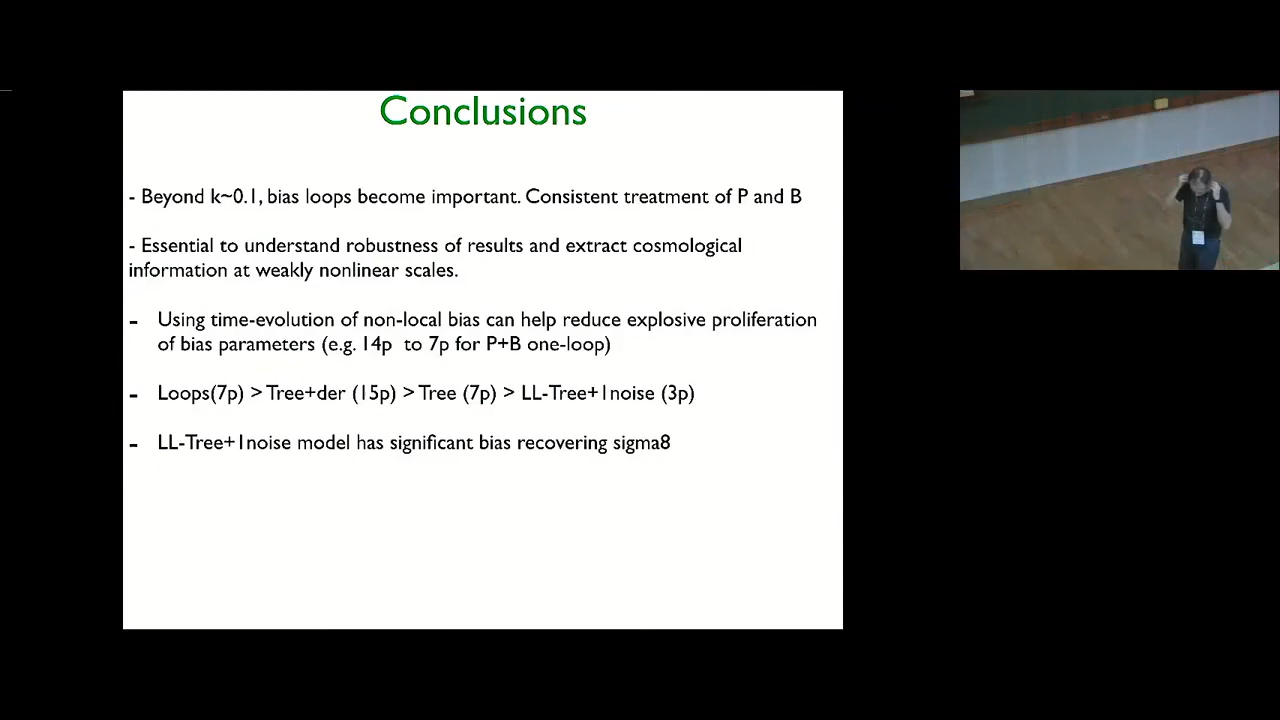 Conclusions
- Beyond k~0.1, bias loops become important. Consistent treatment of P and B
- Essential to understand robustness of results and extract cosmological
information at weakly nonlinear scales.
- Using time-evolution of non-local bias can help reduce explosive proliferation
of bias parameters (e.g. 14p to 7p for P+B one-loop)
- Loops(7p) > Tree+der (15p) > Tree (7p) > LL-Tree+1noise (3p)
- LL-Tree+1noise model has significant bias recovering sigma8